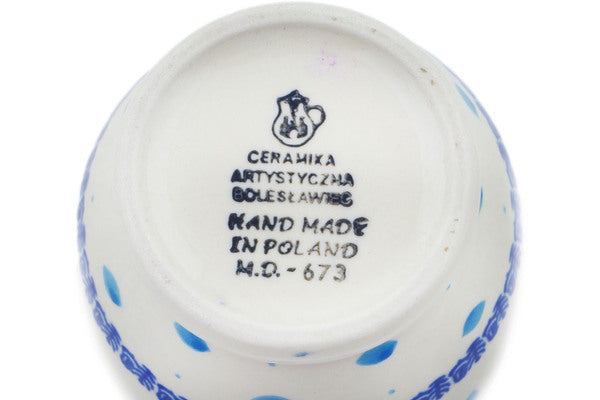 CERAMIKA
ARTYSTYCZNA
BOLESŁAWIEC
HAND MADE
IN POLAND
M.D. - 673